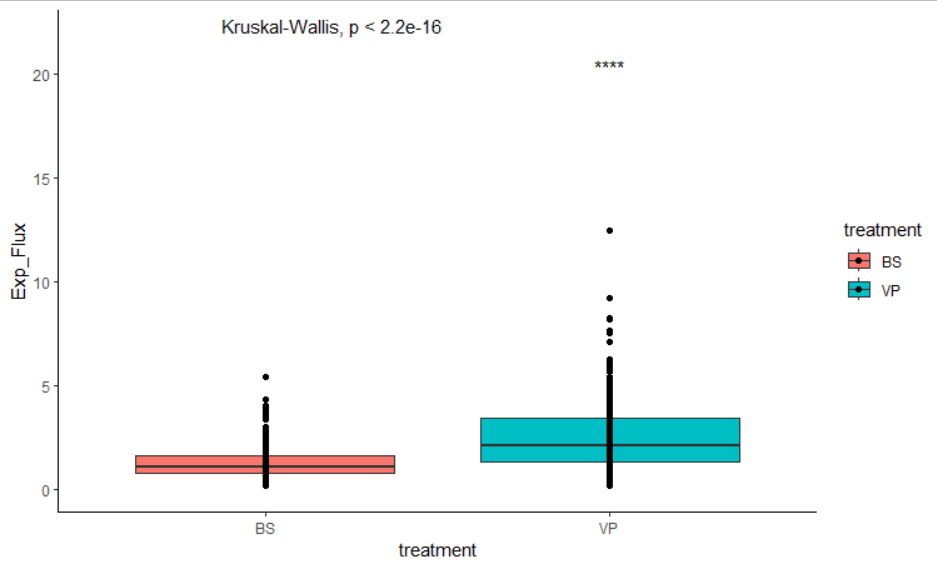 Kruskal-Wallis, p < 2.2e-16
****
20
15
10
5
0
Exp_Flux
BS
VP
treatment
treatment
BS
VP